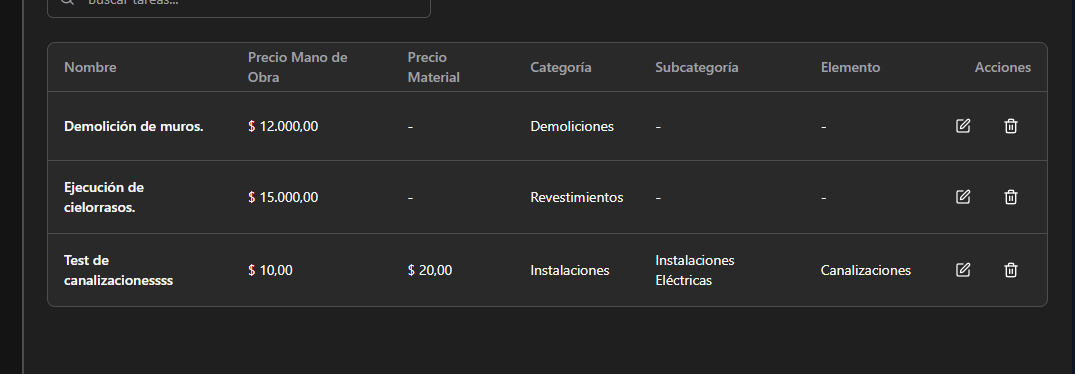 Buscar tareas...
Nombre
Precio Mano de
Obra
Precio
Material
Categoría
Subcategoría
Elemento
Acciones
Demolición de muros.
$ 12.000,00
-
Demoliciones
-
-
Ejecución de
cielorrasos.
$ 15.000,00
-
Revestimientos
-
-
Test de
canalizacionessss
$ 10,00
$ 20,00
Instalaciones
Instalaciones
Eléctricas
Canalizaciones